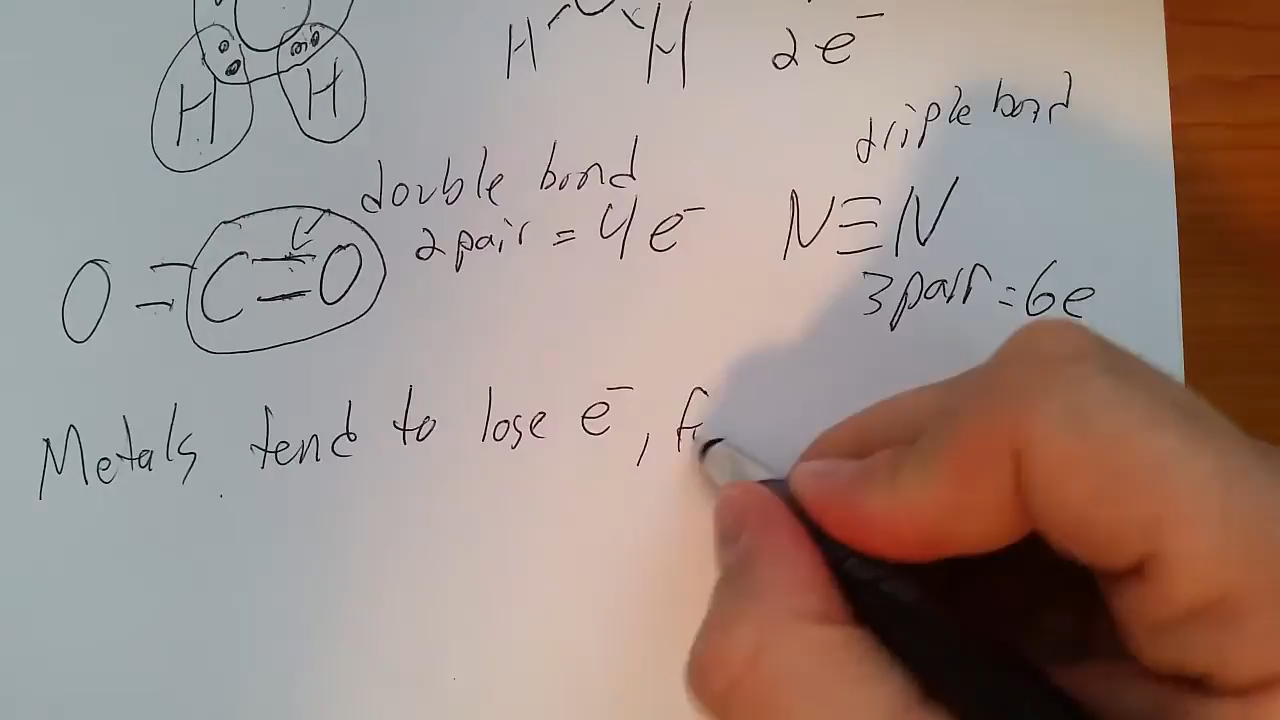 H H 2e⁻
H H
triple bond
double bond
2 pair = 4e⁻
N≡N
O=C=O
3 pair = 6e
Metals tend to lose e⁻, f